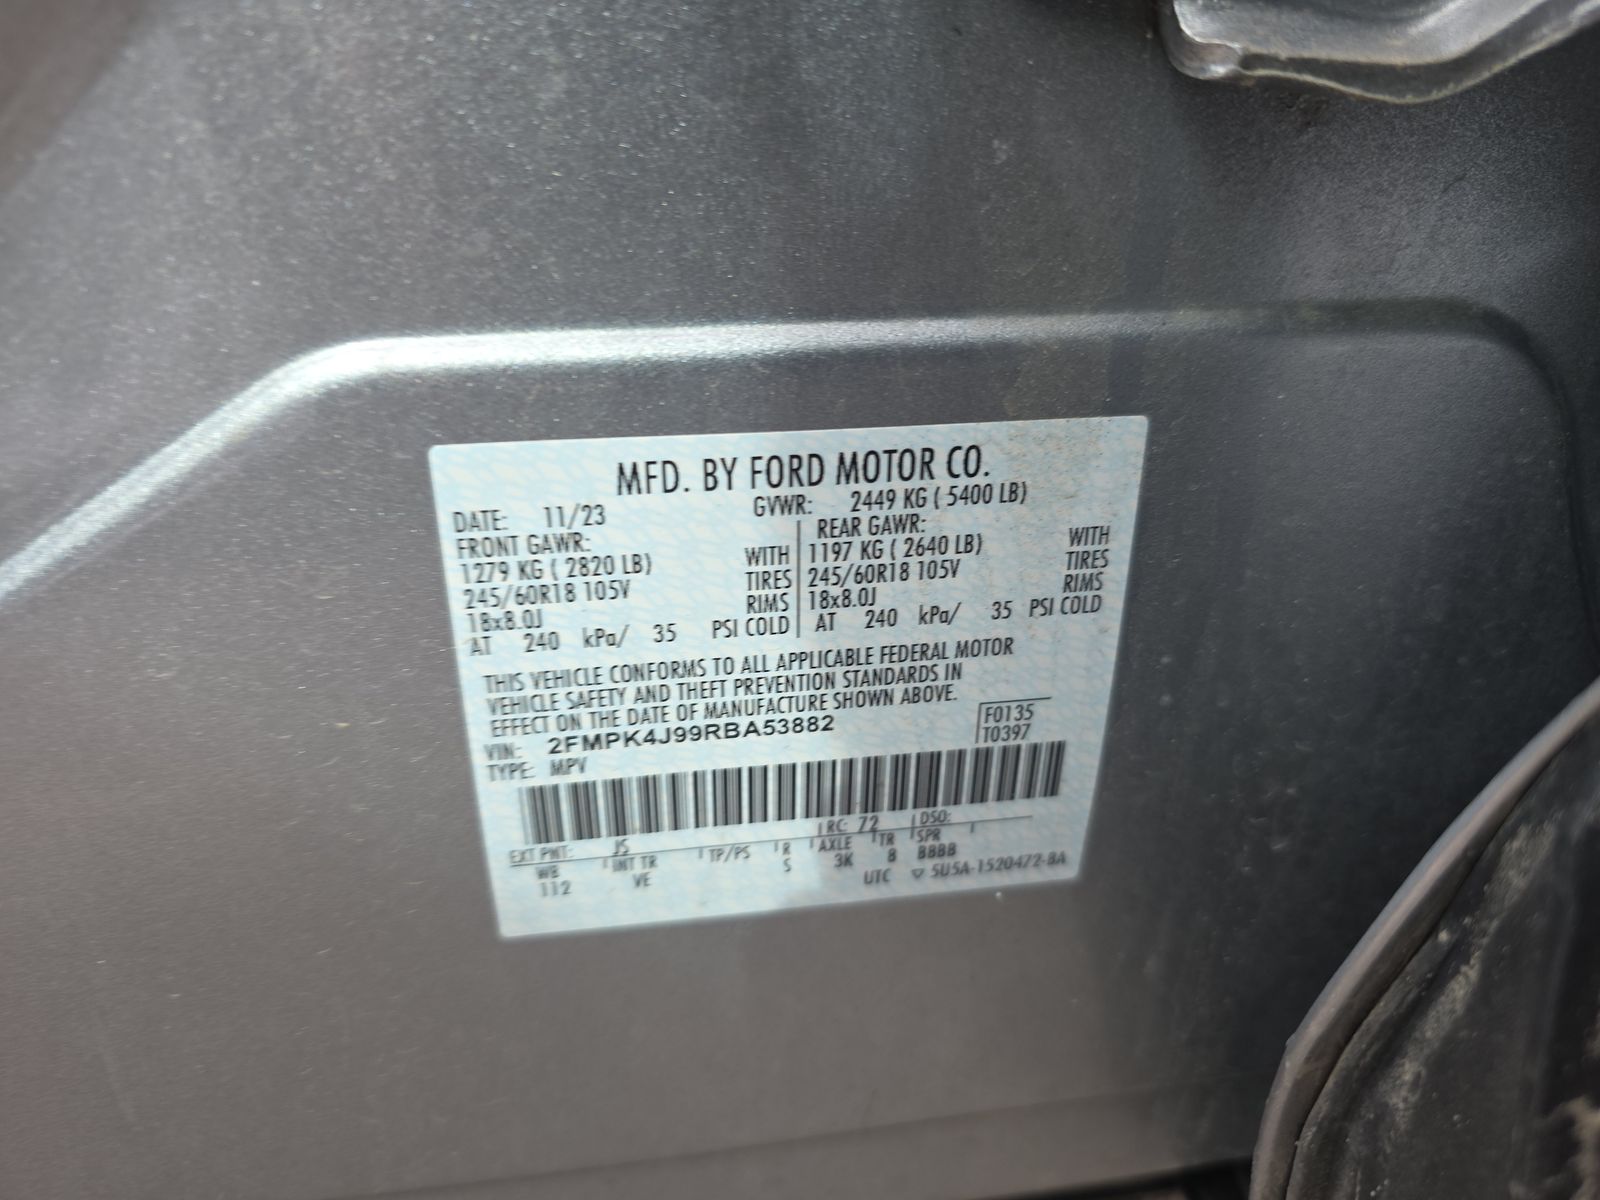 MFD. BY FORD MOTOR CO.
DATE: 11/23 GVWR: 2449 KG ( 5400 LB)
FRONT GAWR: REAR GAWR:
1279 KG ( 2820 LB) WITH 1197 KG ( 2640 LB) WITH
245/60R18 105V TIRES 245/60R18 105V TIRES
18x8.0J RIMS 18x8.0J RIMS
AT 240 kPa/ 35 PSI COLD AT 240 kPa/ 35 PSI COLD
THIS VEHICLE CONFORMS TO ALL APPLICABLE FEDERAL MOTOR
VEHICLE SAFETY AND THEFT PREVENTION STANDARDS IN
EFFECT ON THE DATE OF MANUFACTURE SHOWN ABOVE.
VIN: 2FMPK4J99RBA53882 F0135
TYPE: MPV T0397
EXT PNT: JS RC: 72 DSO:
WB INT TR TP/PS R AXLE TR SPR
112 VE S 3K 8 BBBB
UTC ▽ 5U5A-1520472-BA